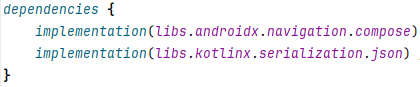 dependencies {
    implementation(libs.androidx.navigation.compose)
    implementation(libs.kotlinx.serialization.json)
}